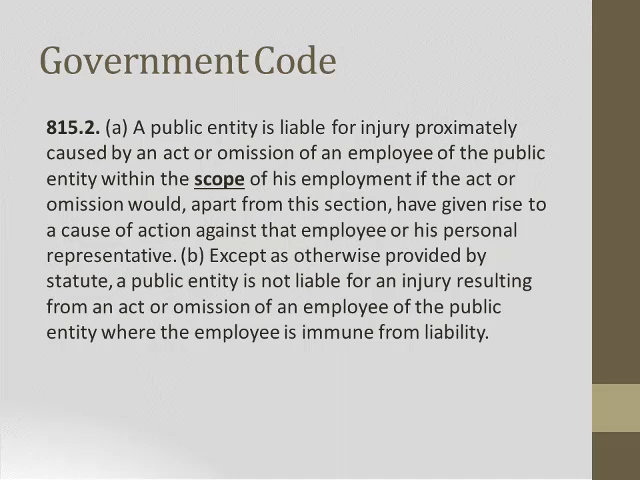 Government Code
815.2. (a) A public entity is liable for injury proximately
caused by an act or omission of an employee of the public
entity within the scope of his employment if the act or
omission would, apart from this section, have given rise to
a cause of action against that employee or his personal
representative. (b) Except as otherwise provided by
statute, a public entity is not liable for an injury resulting
from an act or omission of an employee of the public
entity where the employee is immune from liability.